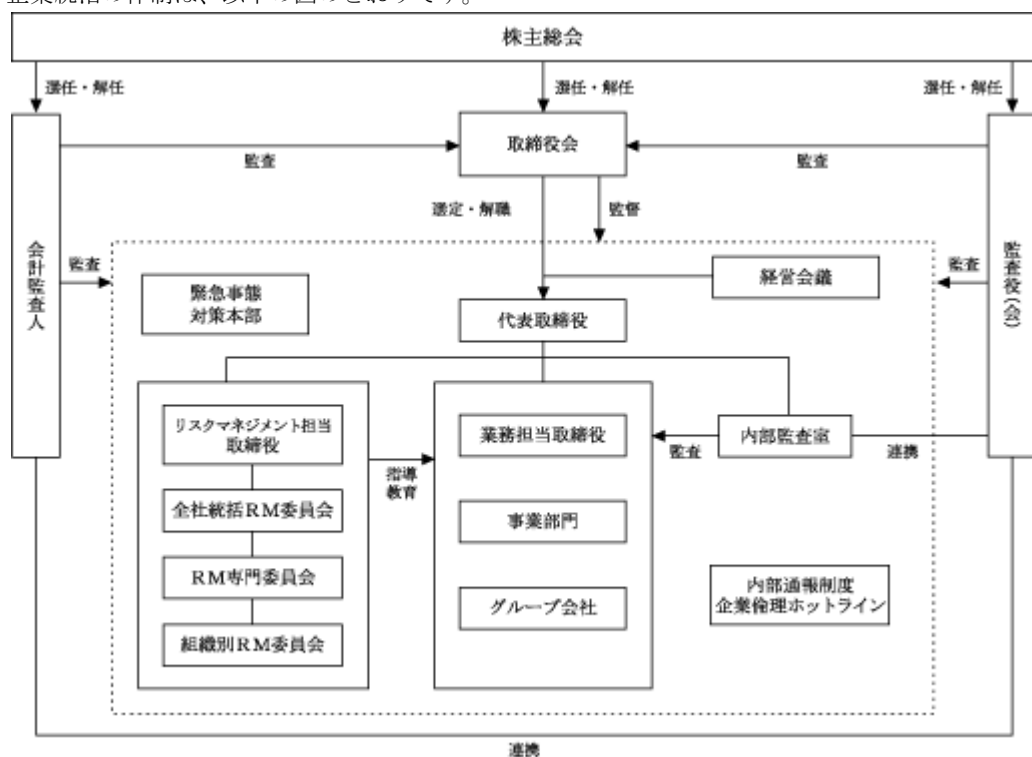 企業統治の体制は、以下の図のとおりです。
株主総会
選任・解任
選任・解任
選任・解任
取締役会
監査
監査
選定・解職
監督
会計監査人
監査
監査
監査役(会)
緊急事態
対策本部
経営会議
代表取締役
リスクマネジメント担当
取締役
業務担当取締役
内部監査室
監査
連携
指導
教育
全社統括RM委員会
事業部門
RM専門委員会
内部通報制度
企業倫理ホットライン
グループ会社
組織別RM委員会
連携